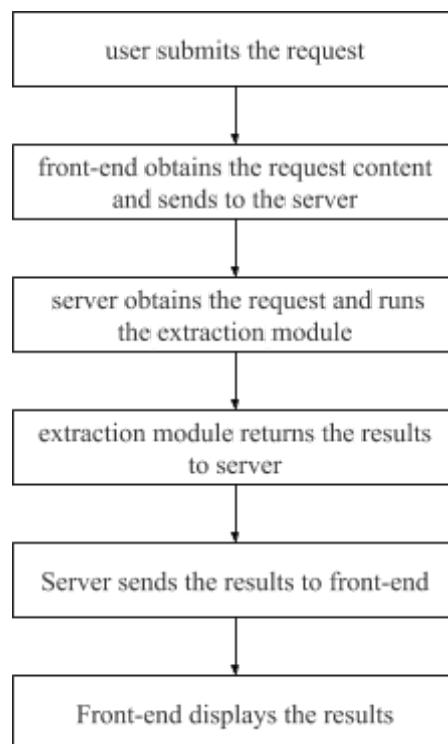 user submits the request
front-end obtains the request content
and sends to the server
server obtains the request and runs
the extraction module
extraction module returns the results
to server
Server sends the results to front-end
Front-end displays the results